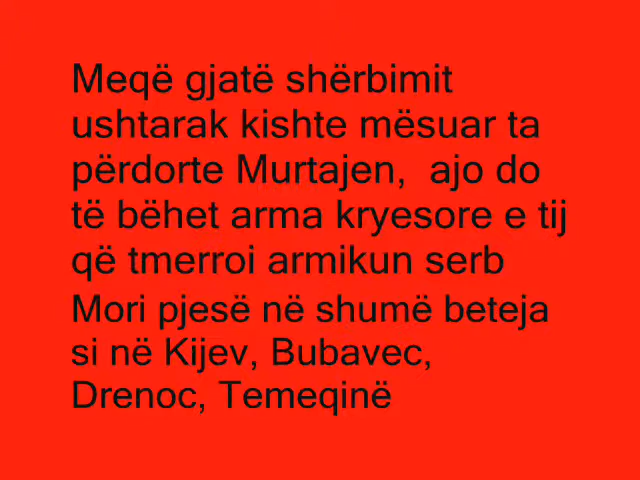 Meqë gjatë shërbimit
ushtarak kishte mësuar ta
përdorte Murtajen,  ajo do
të bëhet arma kryesore e tij
që tmerroi armikun serb
Mori pjesë në shumë beteja
si në Kijev, Bubavec,
Drenoc, Temeqinë